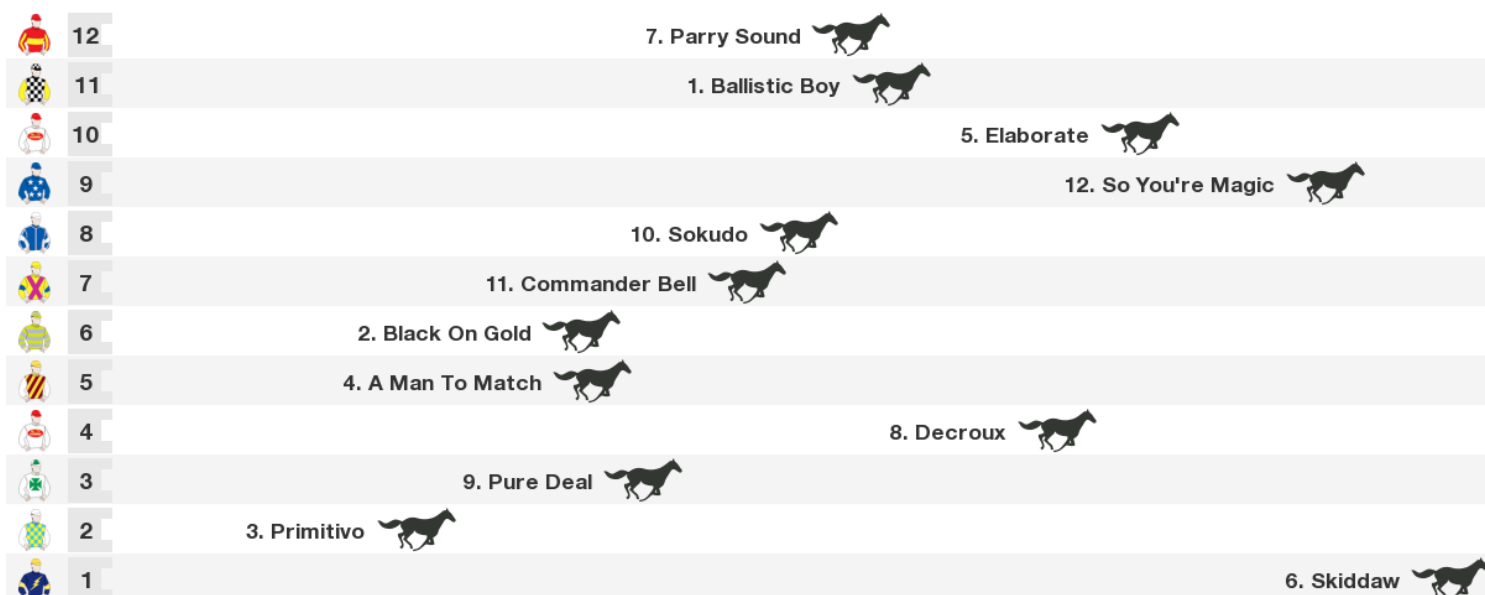 12 7. Parry Sound
11 1. Ballistic Boy
10 5. Elaborate
9 12. So You're Magic
8 10. Sokudo
7 11. Commander Bell
6 2. Black On Gold
5 4. A Man To Match
4 8. Decroux
3 9. Pure Deal
2 3. Primitivo
1 6. Skiddaw